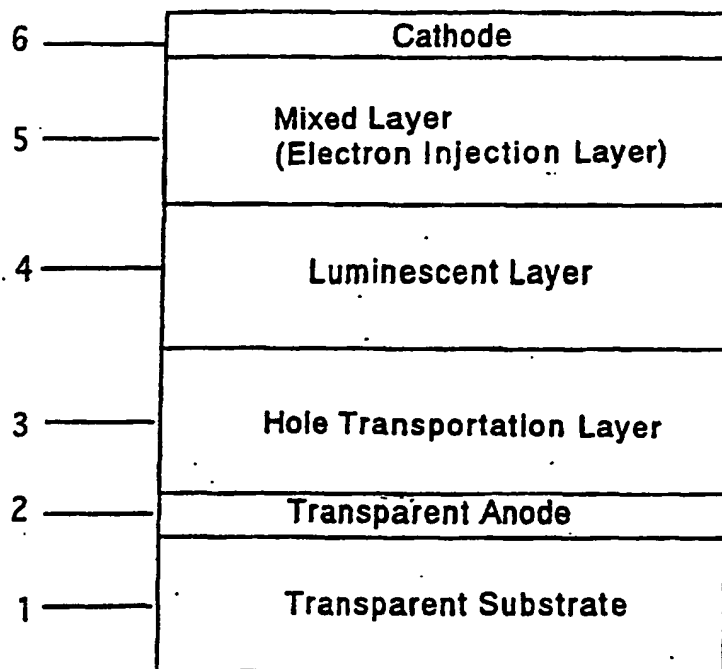 6 Cathode
5 Mixed Layer
(Electron Injection Layer)
4 Luminescent Layer
3 Hole Transportation Layer
2 Transparent Anode
1 Transparent Substrate